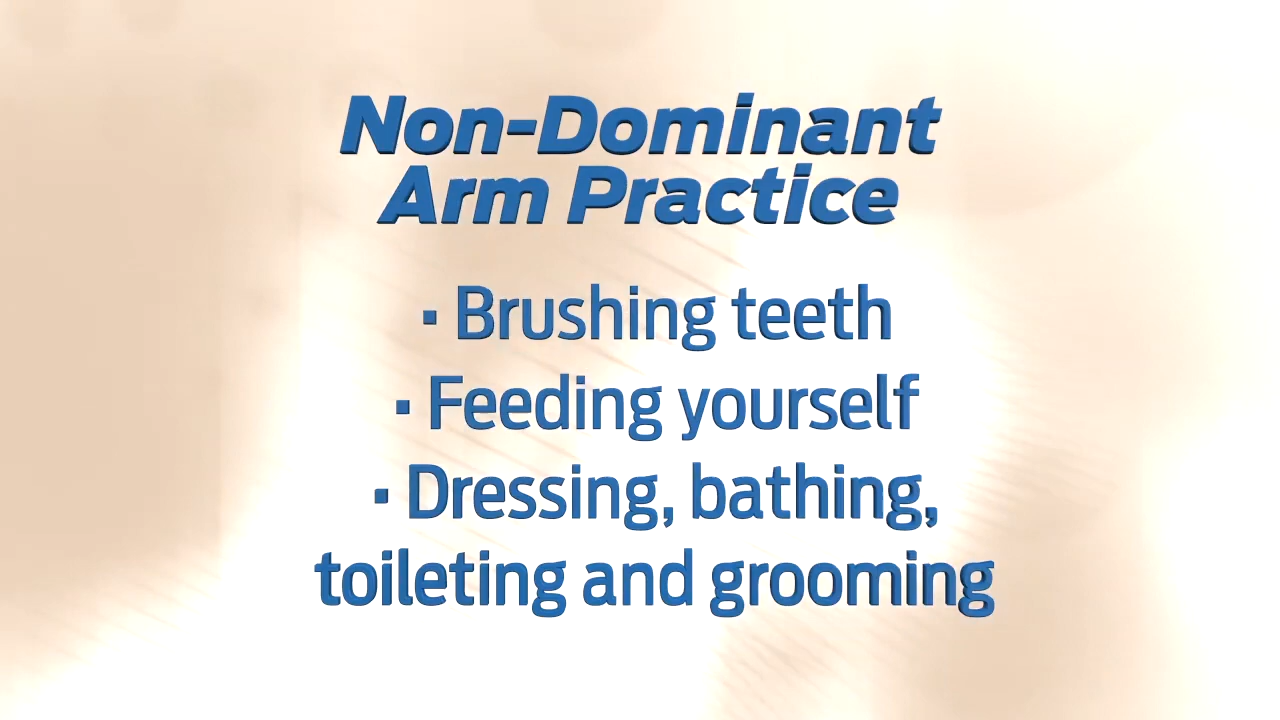 Non-Dominant
Arm Practice
▪ Brushing teeth
▪ Feeding yourself
▪ Dressing, bathing,
toileting and grooming